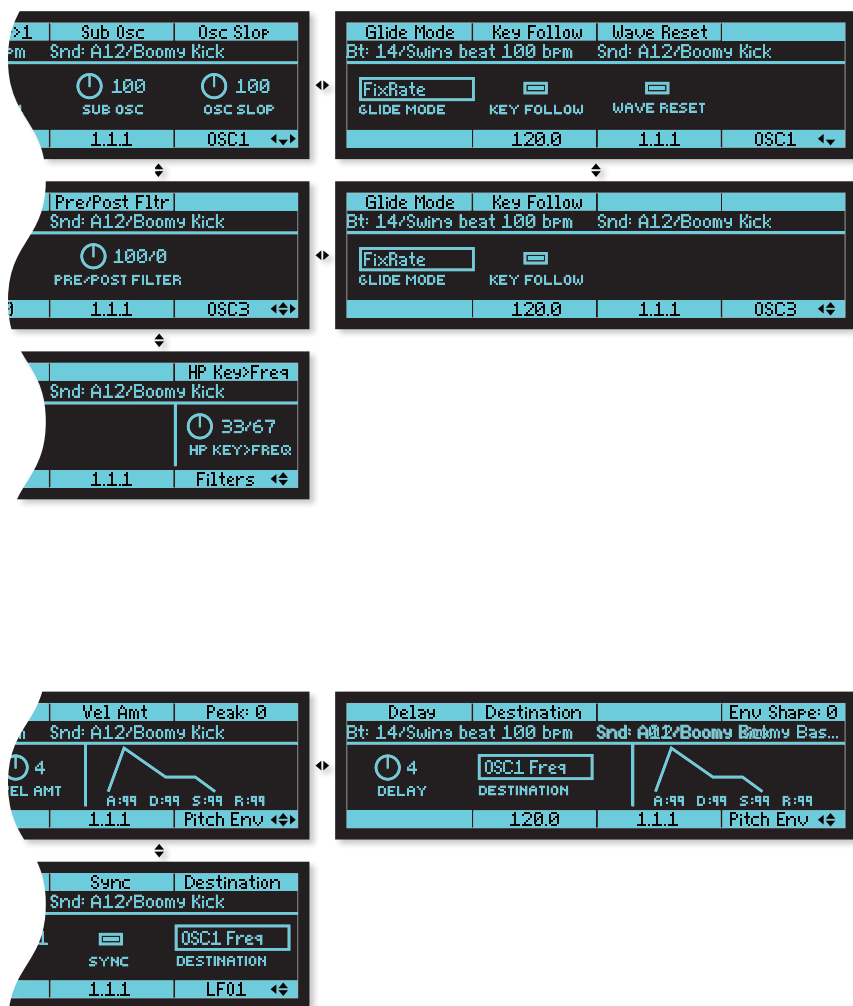 >1 Sub Osc Osc Slop
Snd: A12/Boomy Kick
100 100
SUB OSC OSC SLOP
1.1.1 OSC1
Glide Mode Key Follow Wave Reset
Bt: 14/Swing beat 100 bpm Snd: A12/Boomy Kick
FixRate
GLIDE MODE KEY FOLLOW WAVE RESET
120.0 1.1.1 OSC1
Pre/Post Fltr
Snd: A12/Boomy Kick
100/0
PRE/POST FILTER
1.1.1 OSC3
Glide Mode Key Follow
Bt: 14/Swing beat 100 bpm Snd: A12/Boomy Kick
FixRate
GLIDE MODE KEY FOLLOW
120.0 1.1.1 OSC3
HP Key>Freq
Snd: A12/Boomy Kick
33/67
HP KEY>FREQ
1.1.1 Filters
Vel Amt Peak: 0
Snd: A12/Boomy Kick
4
EL AMT A:99 D:99 S:99 R:99
1.1.1 Pitch Env
Delay Destination Env Shape: 0
Bt: 14/Swing beat 100 bpm Snd: Bas...
4 OSC1 Freq
DELAY DESTINATION A:99 D:99 S:99 R:99
120.0 1.1.1 Pitch Env
Sync Destination
Snd: A12/Boomy Kick
OSC1 Freq
SYNC DESTINATION
1.1.1 LFO1